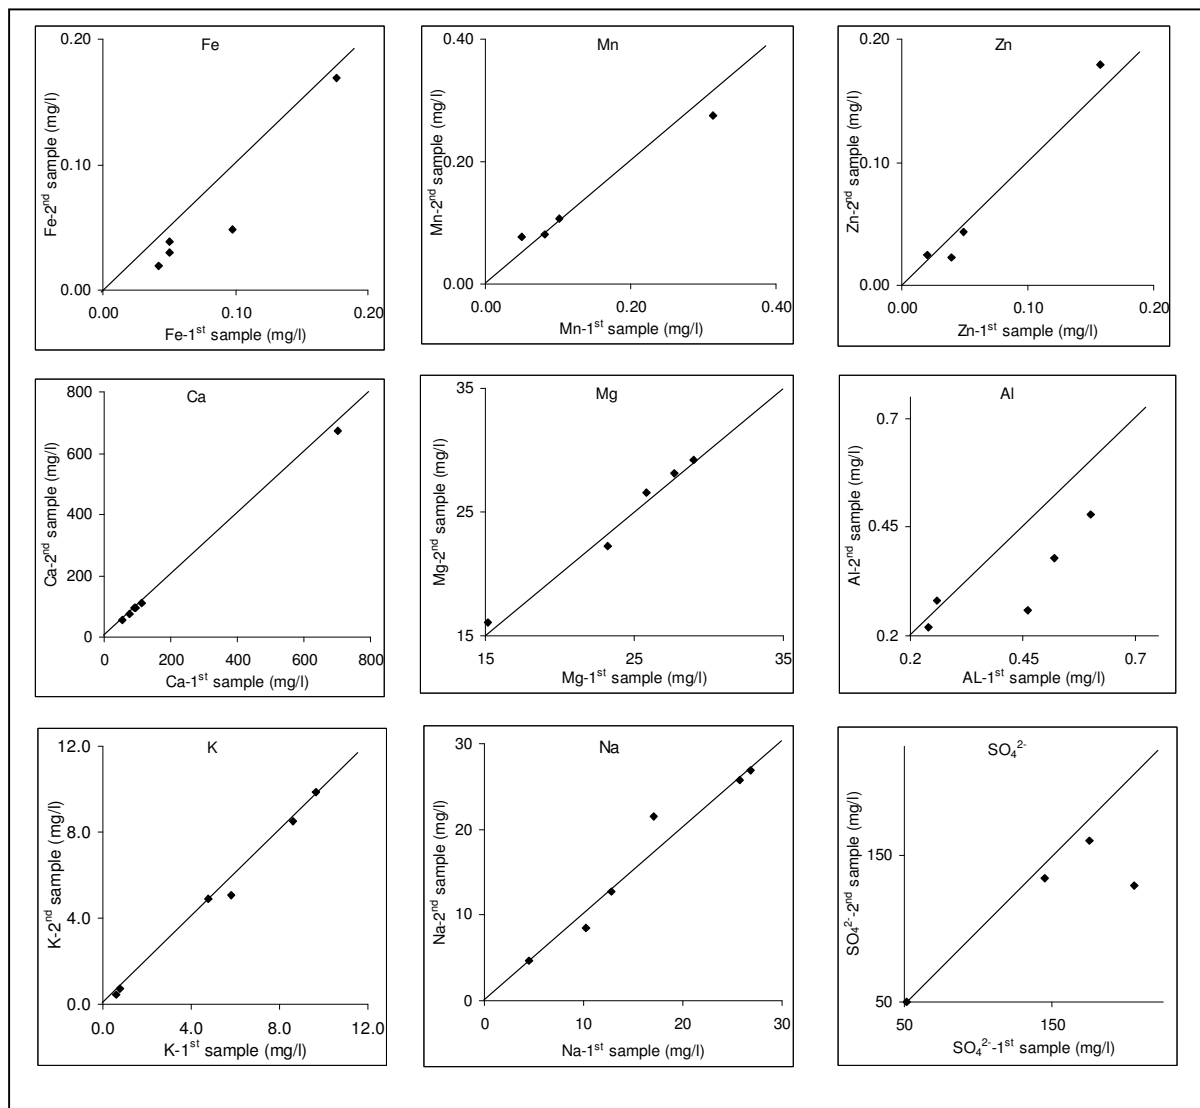 Fe
0.20
0.10
0.00
Fe-2nd sample (mg/l)
0.00 0.10 0.20
Fe-1st sample (mg/l)
Mn
0.40
0.20
0.00
Mn-2nd sample (mg/l)
0.00 0.20 0.40
Mn-1st sample (mg/l)
Zn
0.20
0.10
0.00
Zn-2nd sample (mg/l)
0.00 0.10 0.20
Zn-1st sample (mg/l)
Ca
800
600
400
200
0
Ca-2nd sample (mg/l)
0 200 400 600 800
Ca-1st sample (mg/l)
Mg
35
25
15
Mg-2nd sample (mg/l)
15 25 35
Mg-1st sample (mg/l)
Al
0.7
0.45
0.2
Al-2nd sample (mg/l)
0.2 0.45 0.7
AL-1st sample (mg/l)
K
12.0
8.0
4.0
0.0
K-2nd sample (mg/l)
0.0 4.0 8.0 12.0
K-1st sample (mg/l)
Na
30
20
10
0
Na-2nd sample (mg/l)
0 10 20 30
Na-1st sample (mg/l)
SO₄²⁻
150
50
SO₄²⁻-2nd sample (mg/l)
50 150
SO₄²⁻-1st sample (mg/l)